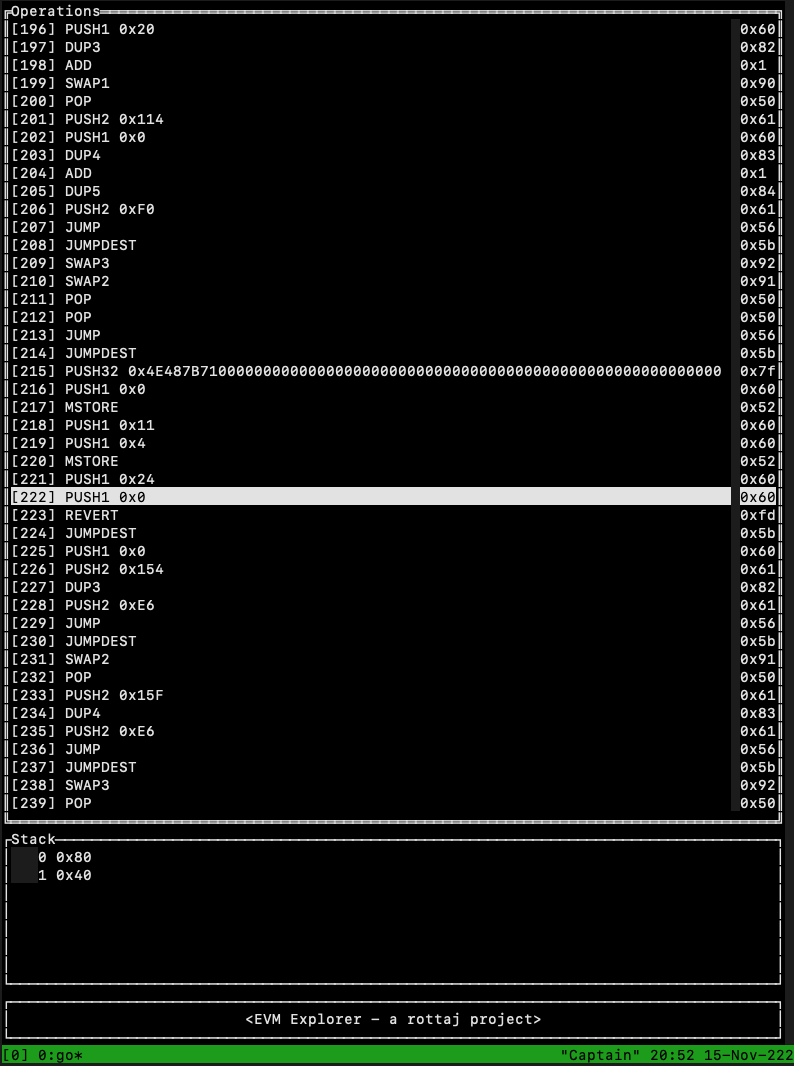 Operations
[196] PUSH1 0x20 0x60
[197] DUP3 0x82
[198] ADD 0x1
[199] SWAP1 0x90
[200] POP 0x50
[201] PUSH2 0x114 0x61
[202] PUSH1 0x0 0x60
[203] DUP4 0x83
[204] ADD 0x1
[205] DUP5 0x84
[206] PUSH2 0xF0 0x61
[207] JUMP 0x56
[208] JUMPDEST 0x5b
[209] SWAP3 0x92
[210] SWAP2 0x91
[211] POP 0x50
[212] POP 0x50
[213] JUMP 0x56
[214] JUMPDEST 0x5b
[215] PUSH32 0x4E487B7100000000000000000000000000000000000000000000000000000000 0x7f
[216] PUSH1 0x0 0x60
[217] MSTORE 0x52
[218] PUSH1 0x11 0x60
[219] PUSH1 0x4 0x60
[220] MSTORE 0x52
[221] PUSH1 0x24 0x60
[222] PUSH1 0x0 0x60
[223] REVERT 0xfd
[224] JUMPDEST 0x5b
[225] PUSH1 0x0 0x60
[226] PUSH2 0x154 0x61
[227] DUP3 0x82
[228] PUSH2 0xE6 0x61
[229] JUMP 0x56
[230] JUMPDEST 0x5b
[231] SWAP2 0x91
[232] POP 0x50
[233] PUSH2 0x15F 0x61
[234] DUP4 0x83
[235] PUSH2 0xE6 0x61
[236] JUMP 0x56
[237] JUMPDEST 0x5b
[238] SWAP3 0x92
[239] POP 0x50
Stack
0 0x80
1 0x40
<EVM Explorer - a rottaj project>
[0] 0:go* "Captain" 20:52 15-Nov-222